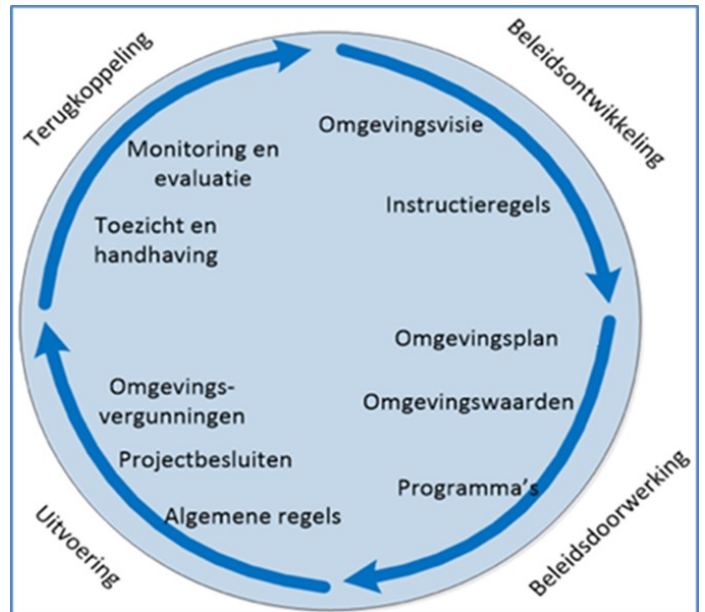 Beleidsontwikkeling
Omgevingsvisie
Instructieregels
Beleidsdoorwerking
Omgevingsplan
Omgevingswaarden
Programma's
Uitvoering
Omgevings-
vergunningen
Projectbesluiten
Algemene regels
Terugkoppeling
Monitoring en
evaluatie
Toezicht en
handhaving